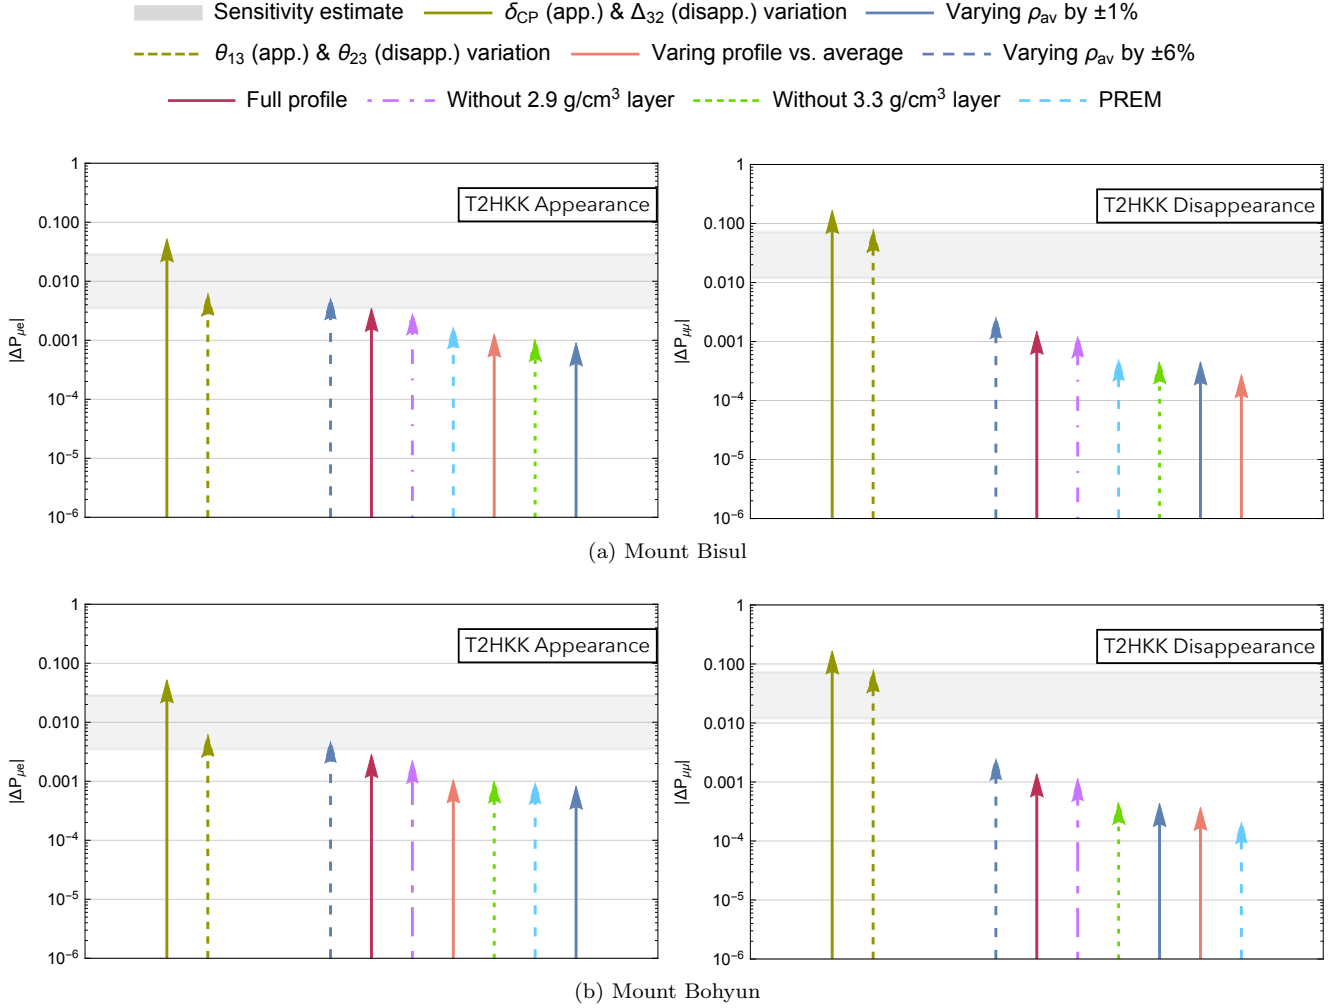 Sensitivity estimate δCP (app.) & Δ32 (disapp.) variation Varying ρav by ±1%
θ13 (app.) & θ23 (disapp.) variation Varing profile vs. average Varying ρav by ±6%
Full profile Without 2.9 g/cm³ layer Without 3.3 g/cm³ layer PREM
T2HKK Appearance
|ΔPμe|
1
0.100
0.010
0.001
10⁻⁴
10⁻⁵
10⁻⁶
T2HKK Disappearance
|ΔPμμ|
1
0.100
0.010
0.001
10⁻⁴
10⁻⁵
10⁻⁶
(a) Mount Bisul
T2HKK Appearance
|ΔPμe|
1
0.100
0.010
0.001
10⁻⁴
10⁻⁵
10⁻⁶
T2HKK Disappearance
|ΔPμμ|
1
0.100
0.010
0.001
10⁻⁴
10⁻⁵
10⁻⁶
(b) Mount Bohyun